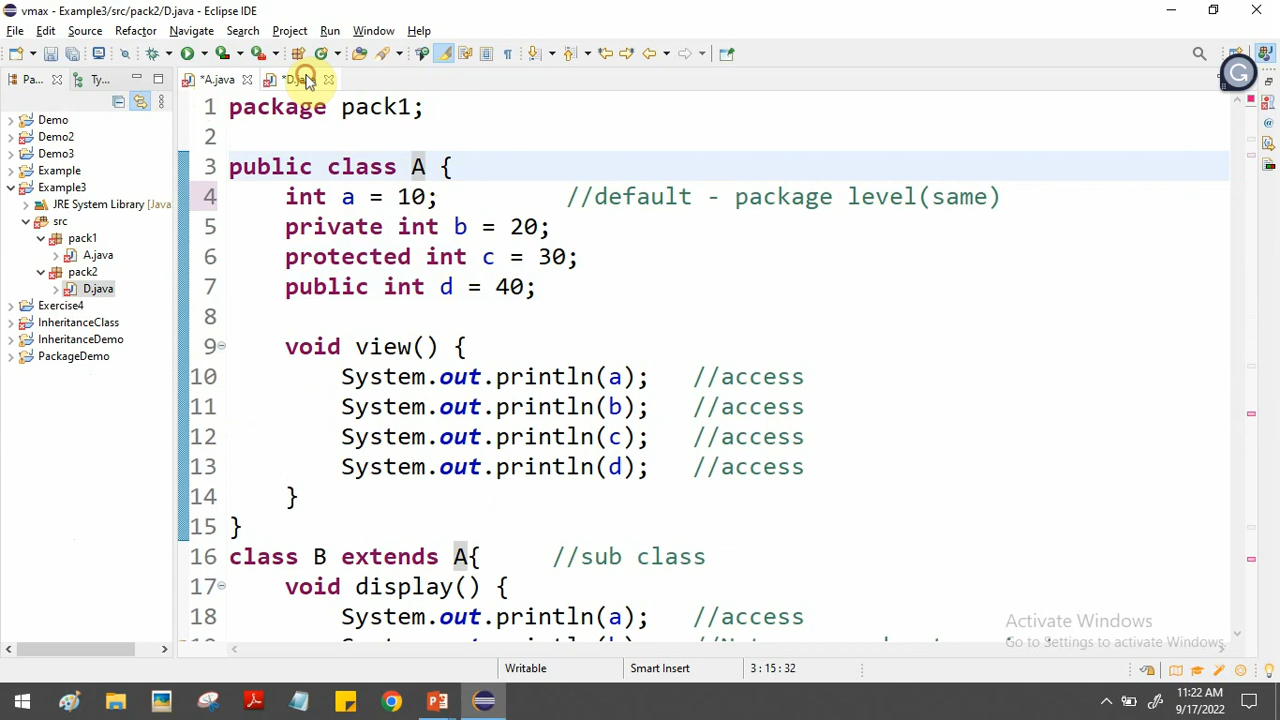 vmax - Example3/src/pack2/D.java - Eclipse IDE
File Edit Source Refactor Navigate Search Project Run Window Help
Pa... Ty... *A.java
Demo
Demo2
Demo3
Example
Example3
JRE System Library [Java
src
pack1
A.java
pack2
D.java
Exercise4
InheritanceClass
InheritanceDemo
PackageDemo
1 package pack1;
2
3 public class A {
4 int a = 10; //default - package level(same)
5 private int b = 20;
6 protected int c = 30;
7 public int d = 40;
8
9 void view() {
10 System.out.println(a); //access
11 System.out.println(b); //access
12 System.out.println(c); //access
13 System.out.println(d); //access
14 }
15 }
16 class B extends A{ //sub class
17 void display() {
18 System.out.println(a); //access
Activate Windows
Go to Settings to activate Windows.
Writable Smart Insert 3 : 15 : 32
11:22 AM
9/17/2022